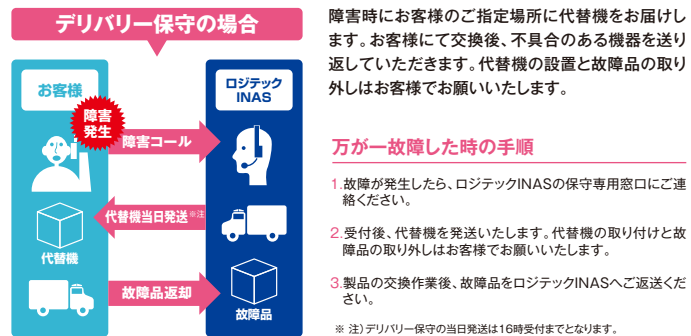 デリバリー保守の場合
お客様
ロジテック
INAS
障害
発生
障害コール
代替機当日発送※注
代替機
故障品返却
故障品
障害時にお客様のご指定場所に代替機をお届けし
ます。お客様にて交換後、不具合のある機器を送り
返していただきます。代替機の設置と故障品の取り
外しはお客様でお願いいたします。
万が一故障した時の手順
1.故障が発生したら、ロジテックINASの保守専用窓口にご連
絡ください。
2.受付後、代替機を発送いたします。代替機の取り付けと故
障品の取り外しはお客様でお願いいたします。
3.製品の交換作業後、故障品をロジテックINASへご返送くだ
さい。
※ 注）デリバリー保守の当日発送は16時受付までとなります。